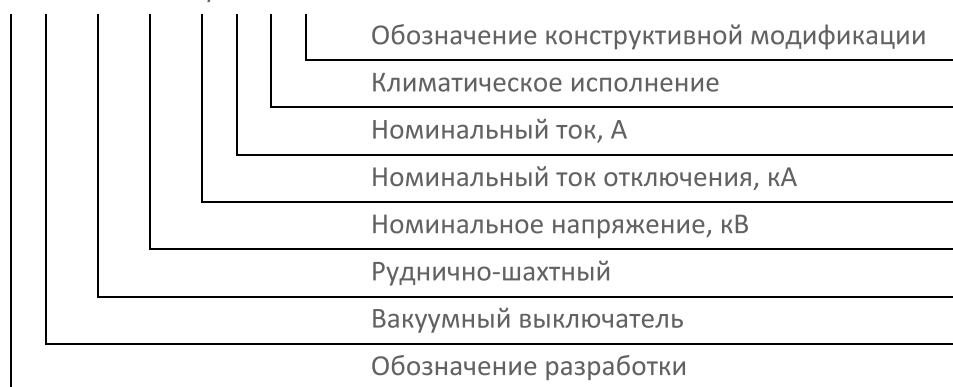 Обозначение конструктивной модификации
Климатическое исполнение
Номинальный ток, А
Номинальный ток отключения, кА
Номинальное напряжение, кВ
Руднично-шахтный
Вакуумный выключатель
Обозначение разработки